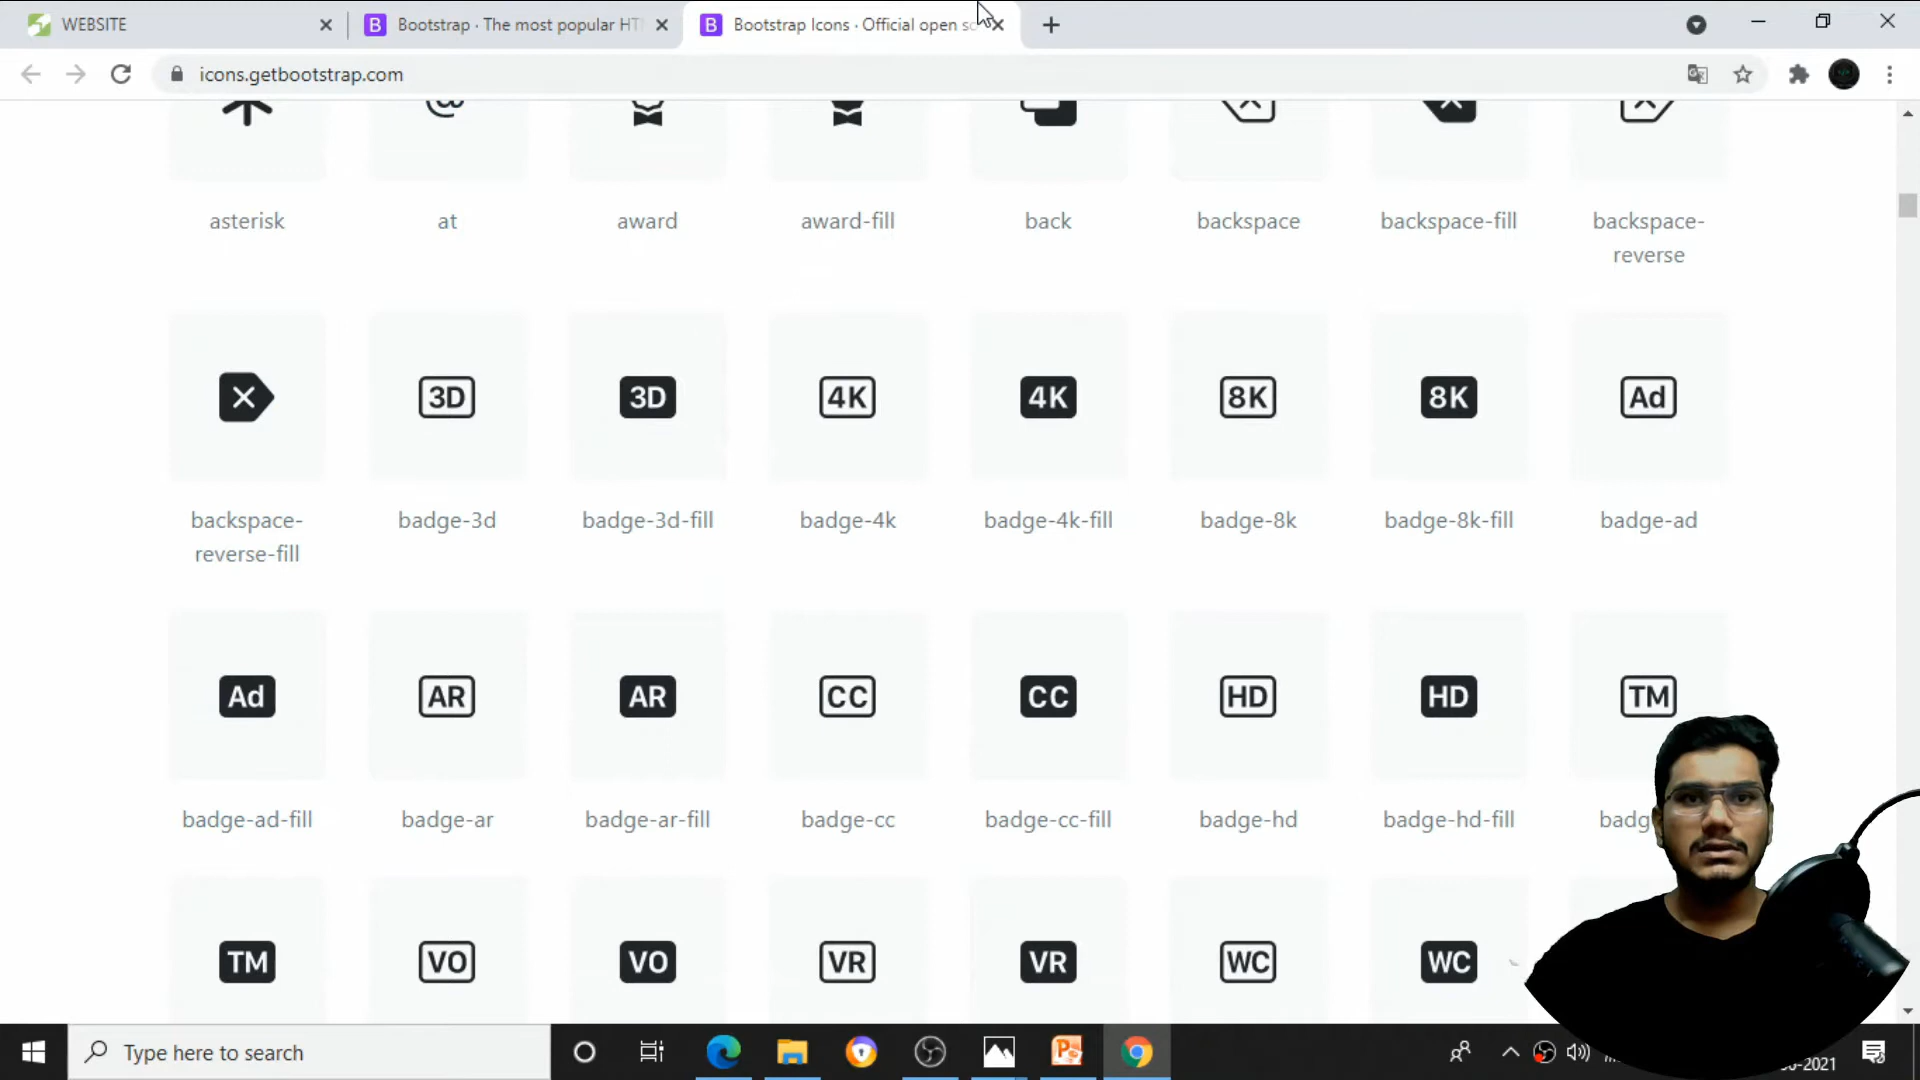 WEBSITE
Bootstrap · The most popular HT
Bootstrap Icons · Official open so
icons.getbootstrap.com
asterisk at award award-fill back backspace backspace-fill backspace-
reverse
3D 3D 4K 4K 8K 8K Ad
backspace- badge-3d badge-3d-fill badge-4k badge-4k-fill badge-8k badge-8k-fill badge-ad
reverse-fill
Ad AR AR CC CC HD HD TM
badge-ad-fill badge-ar badge-ar-fill badge-cc badge-cc-fill badge-hd badge-hd-fill
TM VO VO VR VR WC WC
Type here to search